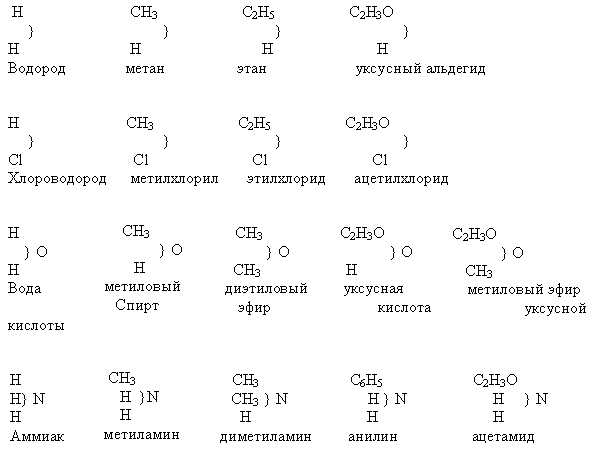 H CH3 C2H5 C2H3O
} } } }
H H H H
Водород метан этан уксусный альдегид
H CH3 C2H5 C2H3O
} } } }
Cl Cl Cl Cl
Хлороводород метилхлорил этилхлорид ацетилхлорид
H CH3 CH3 C2H3O C2H3O
} O } O } O } O } O
H H CH3 H CH3
Вода метиловый диэтиловый уксусная метиловый эфир
Спирт эфир кислота уксусной
кислоты
H CH3 CH3 C6H5 C2H3O
H} N H }N CH3 } N H } N H } N
H H H H H
Аммиак метиламин диметиламин анилин ацетамид